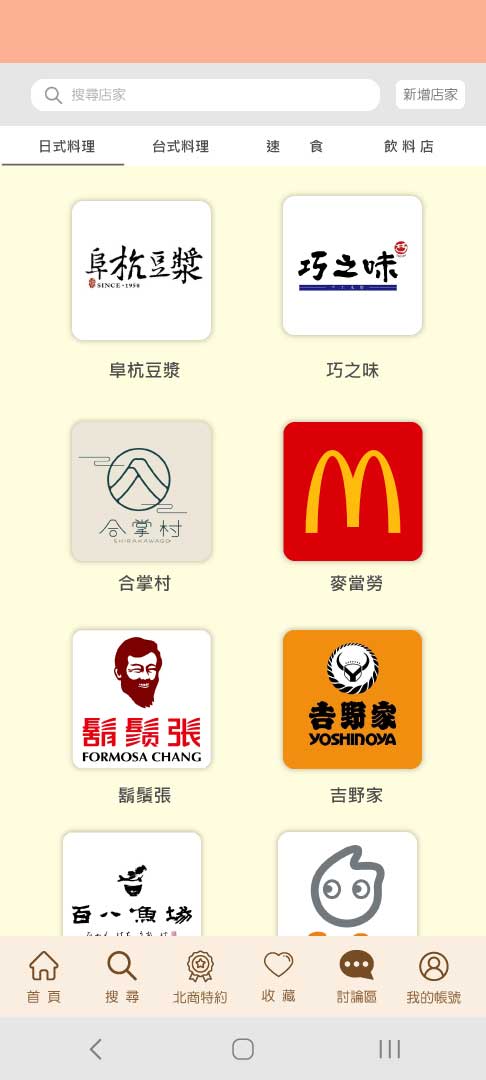 搜尋店家
新增店家
日式料理
台式料理
速 食
飲料店
阜杭豆漿
SINCE·1958
巧之味
阜杭豆漿
巧之味
合掌村
SHIRAKAWAGO
M
合掌村
麥當勞
鬍鬚張
FORMOSA CHANG
吉野家
YOSHINOYA
鬍鬚張
吉野家
百八魚場
首 頁
搜 尋
北商特約
收 藏
討論區
我的帳號